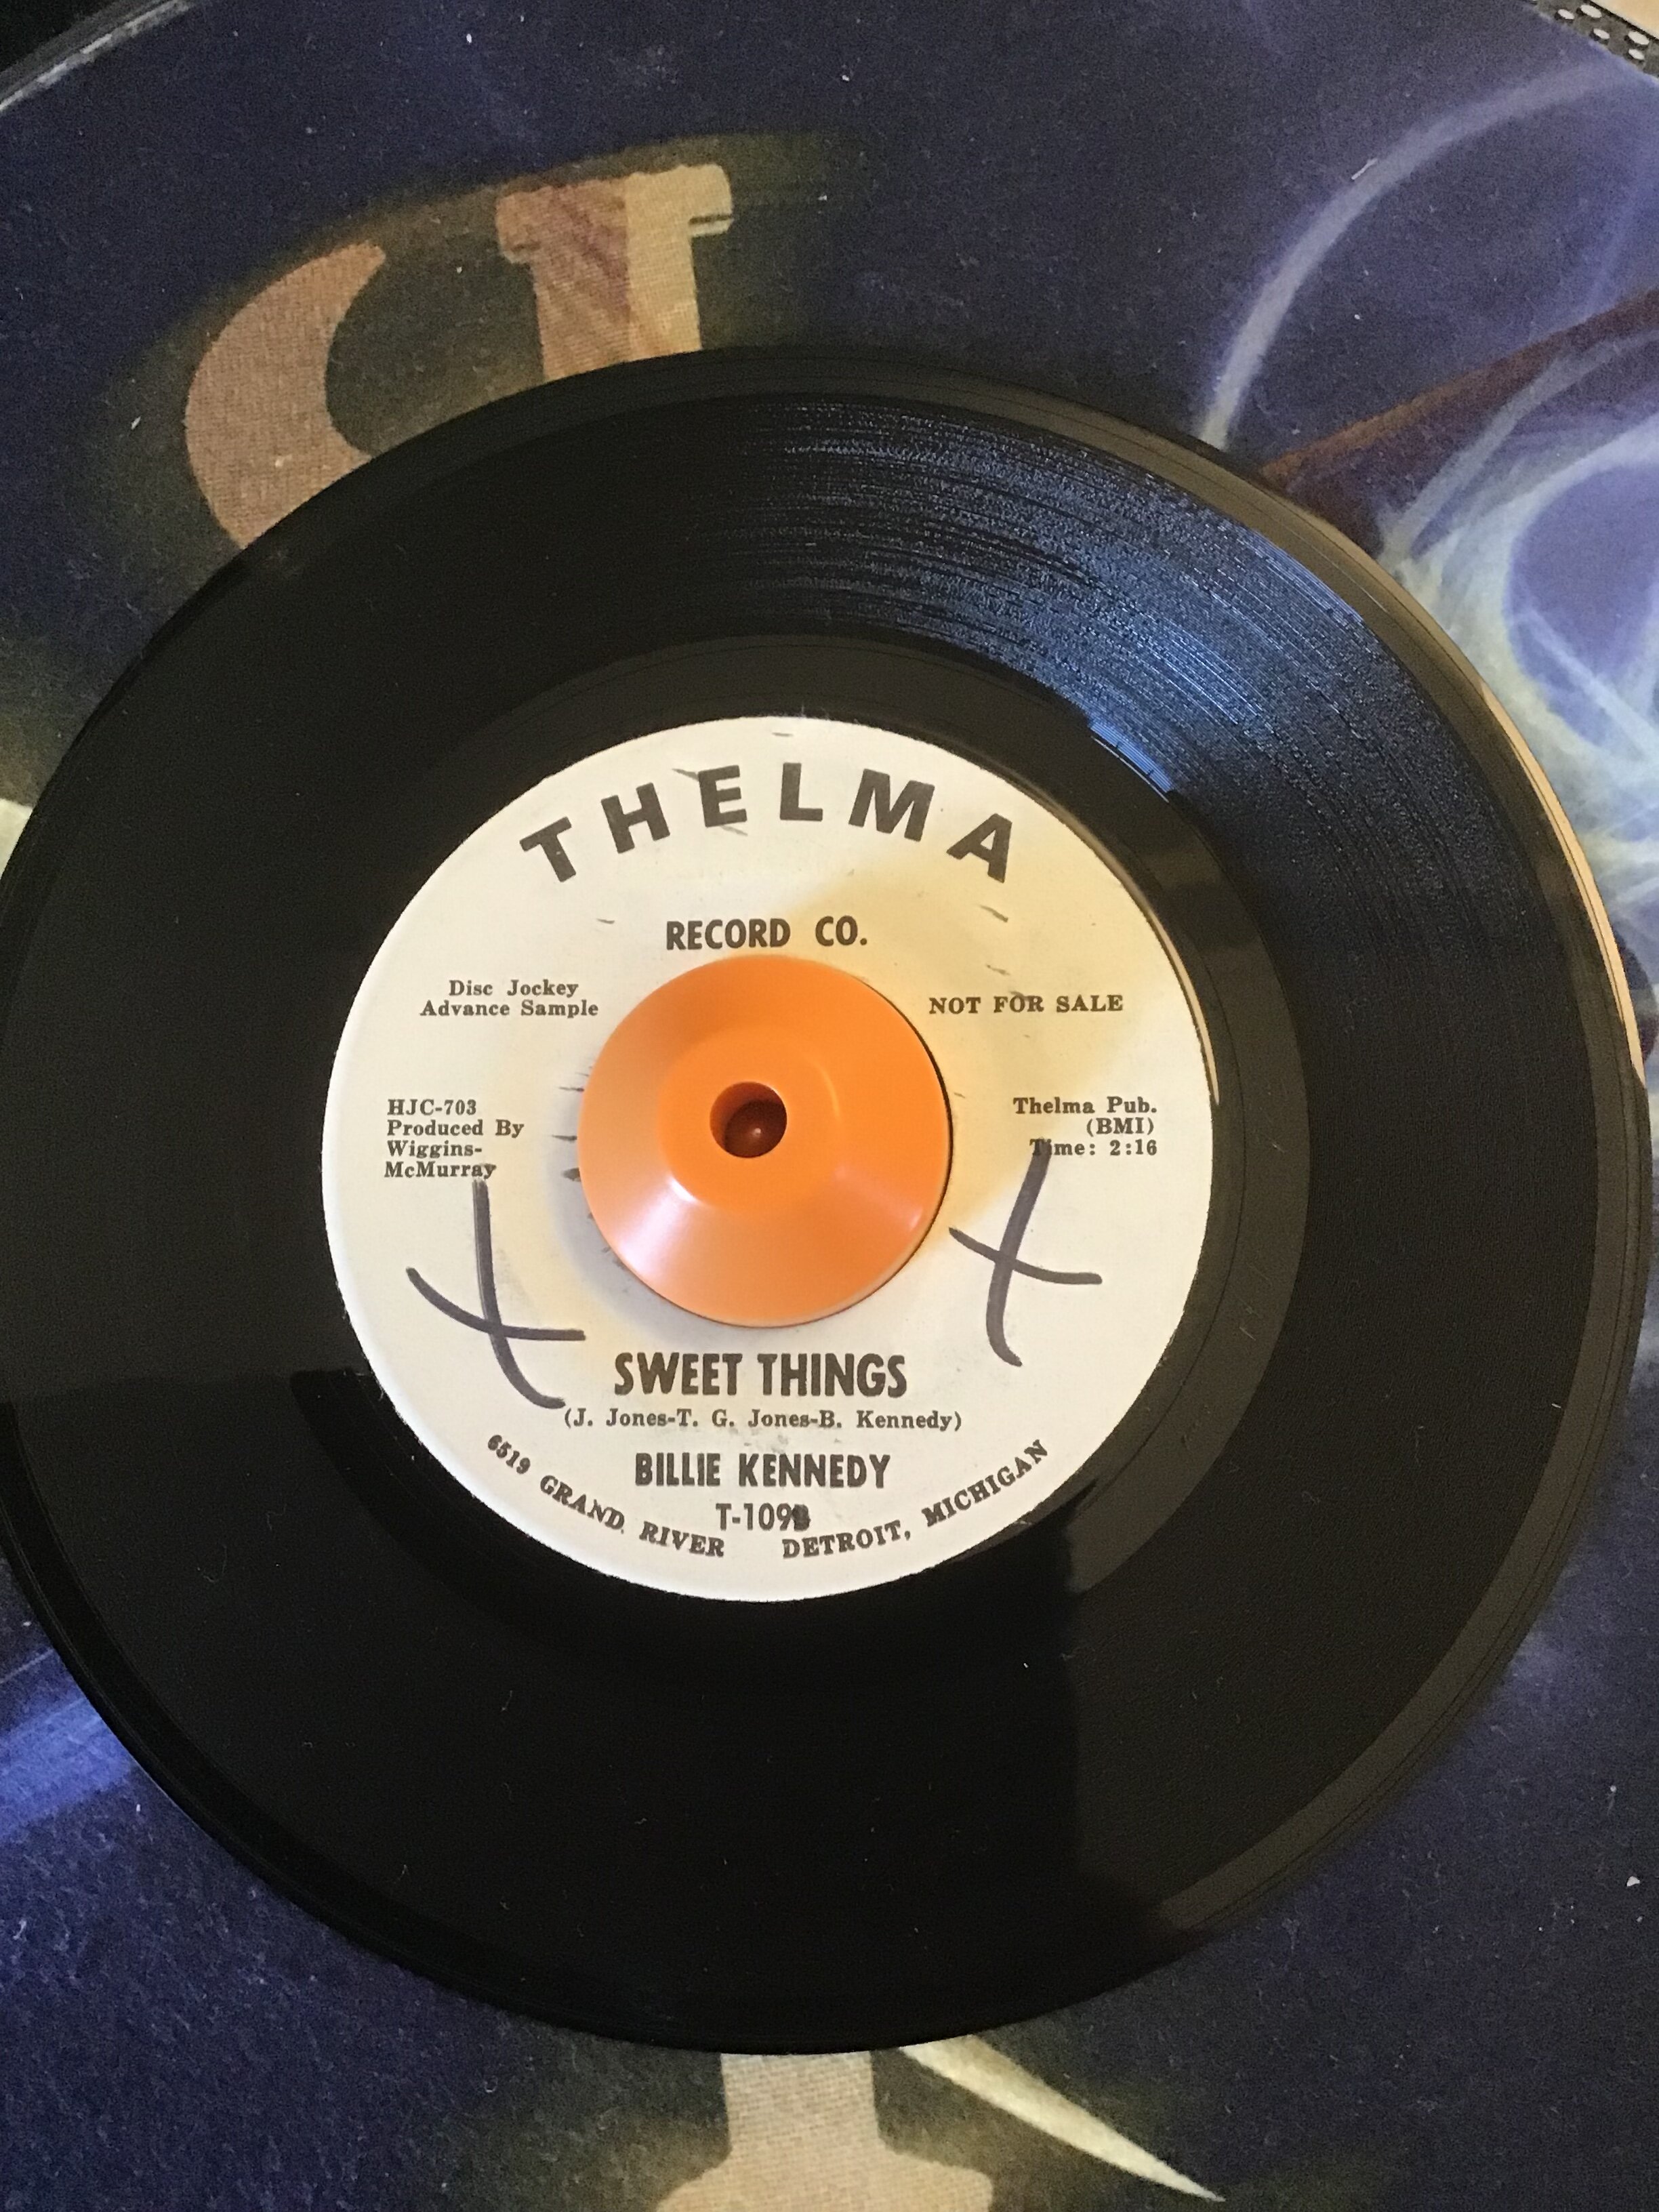 THELMA
RECORD CO.
Disc Jockey
Advance Sample
NOT FOR SALE
HJC-703
Produced By
Wiggins-
McMurray
Thelma Pub.
(BMI)
Time: 2:16
SWEET THINGS
(J. Jones-T. G. Jones-B. Kennedy)
BILLIE KENNEDY
6519 GRAND RIVER DETROIT, MICHIGAN